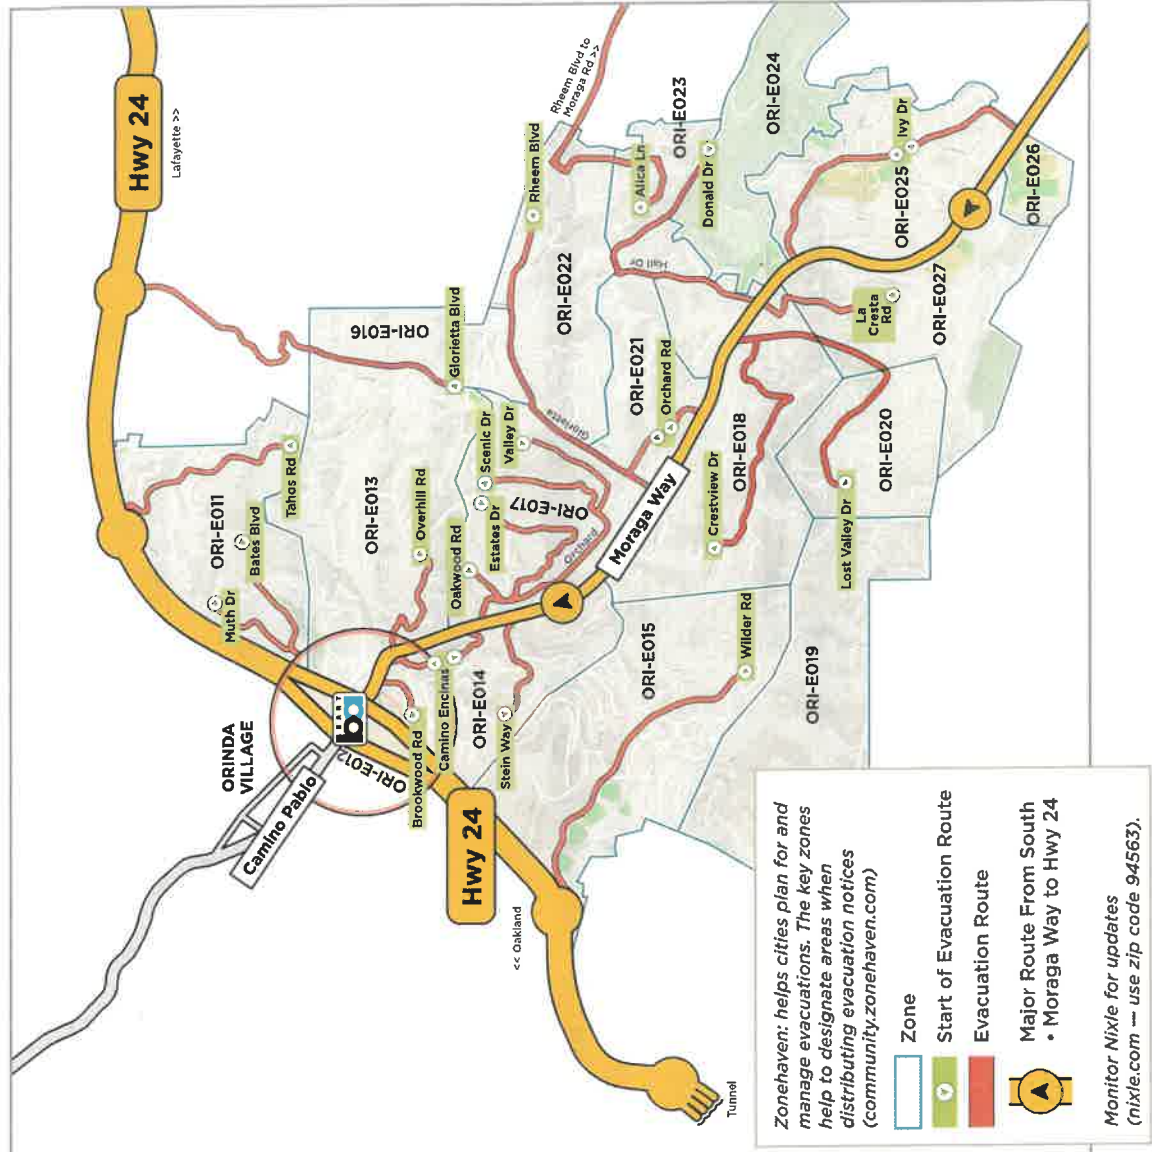 Hwy 24
Lafayette >>
Rheem Blvd to
Moraga Rd >>
ORI-E024
ORI-E023
Rheem Blvd
Alica Ln
Donald Dr
Ivy Dr
ORI-E025
ORI-E026
Hall Dr
ORI-E022
ORI-E016
Glorietta Blvd
La
Cresta
Rd
ORI-E027
ORI-E021
Orchard Rd
Glorietta
Scenic Dr
Valley Dr
Tahos Rd
ORI-E011
Bates Blvd
Muth Dr
ORI-E013
Overhill Rd
Oakwood Rd
Estates Dr
ORI-E017
Orchard
Moraga Way
Crestview Dr
ORI-E018
ORI-E020
Lost Valley Dr
ORINDA
VILLAGE
BART
ba
ORI-E012
Camino Pablo
Brookwood Rd
Camino Encinas
ORI-E014
Stein Way
ORI-E015
Wilder Rd
ORI-E019
Hwy 24
<< Oakland
Tunnel
Zonehaven: helps cities plan for and
manage evacuations. The key zones
help to designate areas when
distributing evacuation notices
(community.zonehaven.com)
Zone
Start of Evacuation Route
Evacuation Route
Major Route From South
• Moraga Way to Hwy 24
Monitor Nixle for updates
(nixle.com — use zip code 94563).